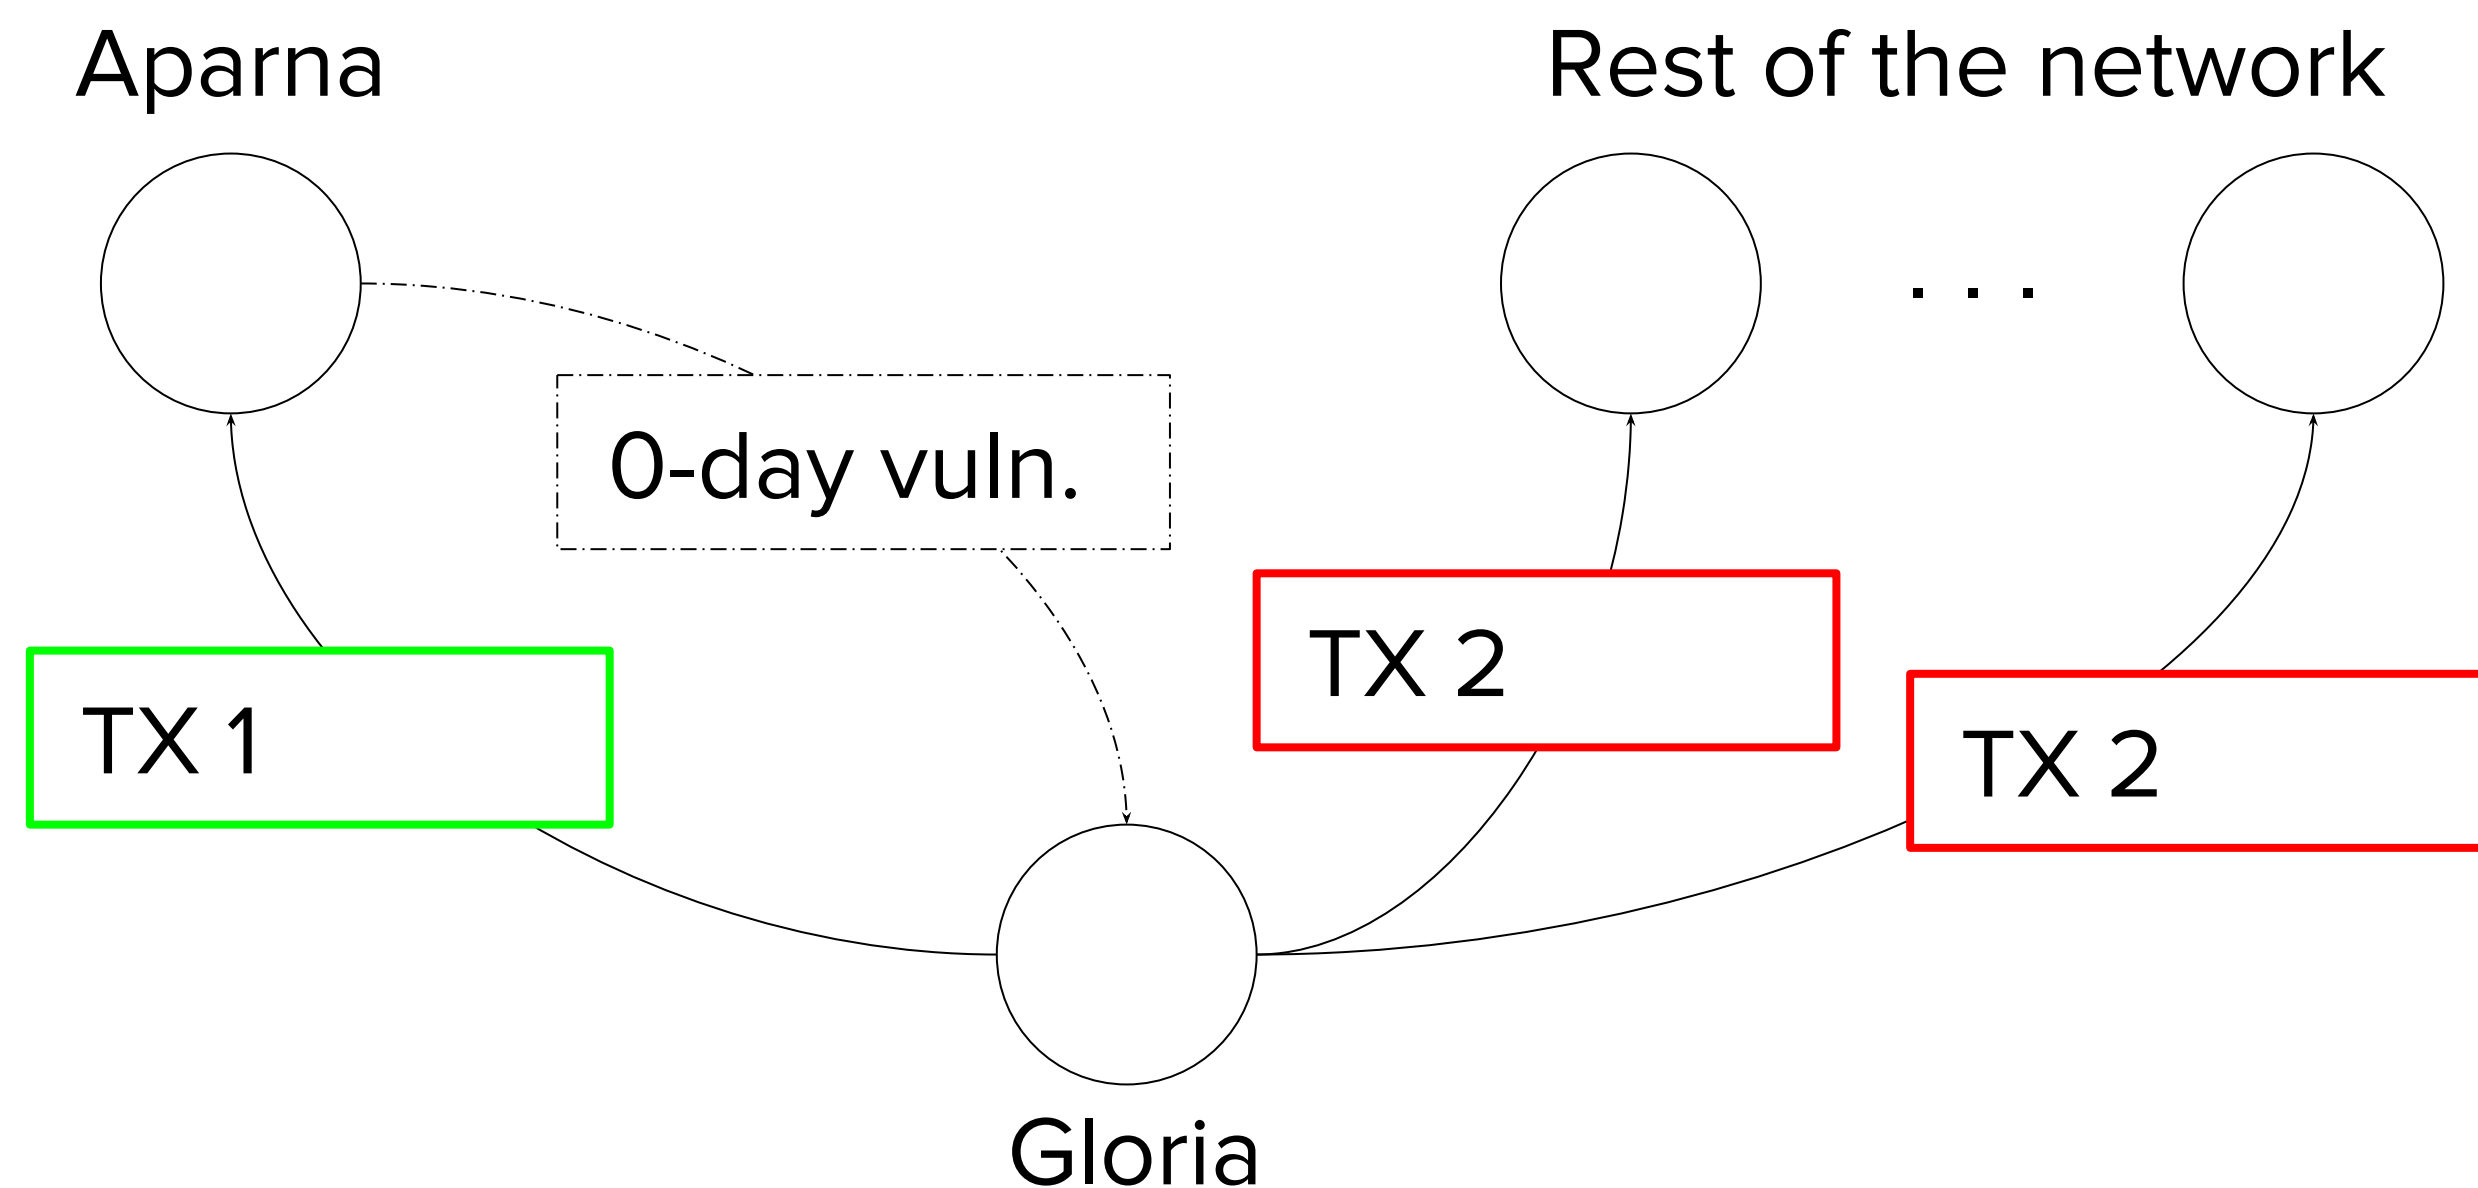 Aparna
Rest of the network
. . .
0-day vuln.
TX 2
TX 1
TX 2
Gloria